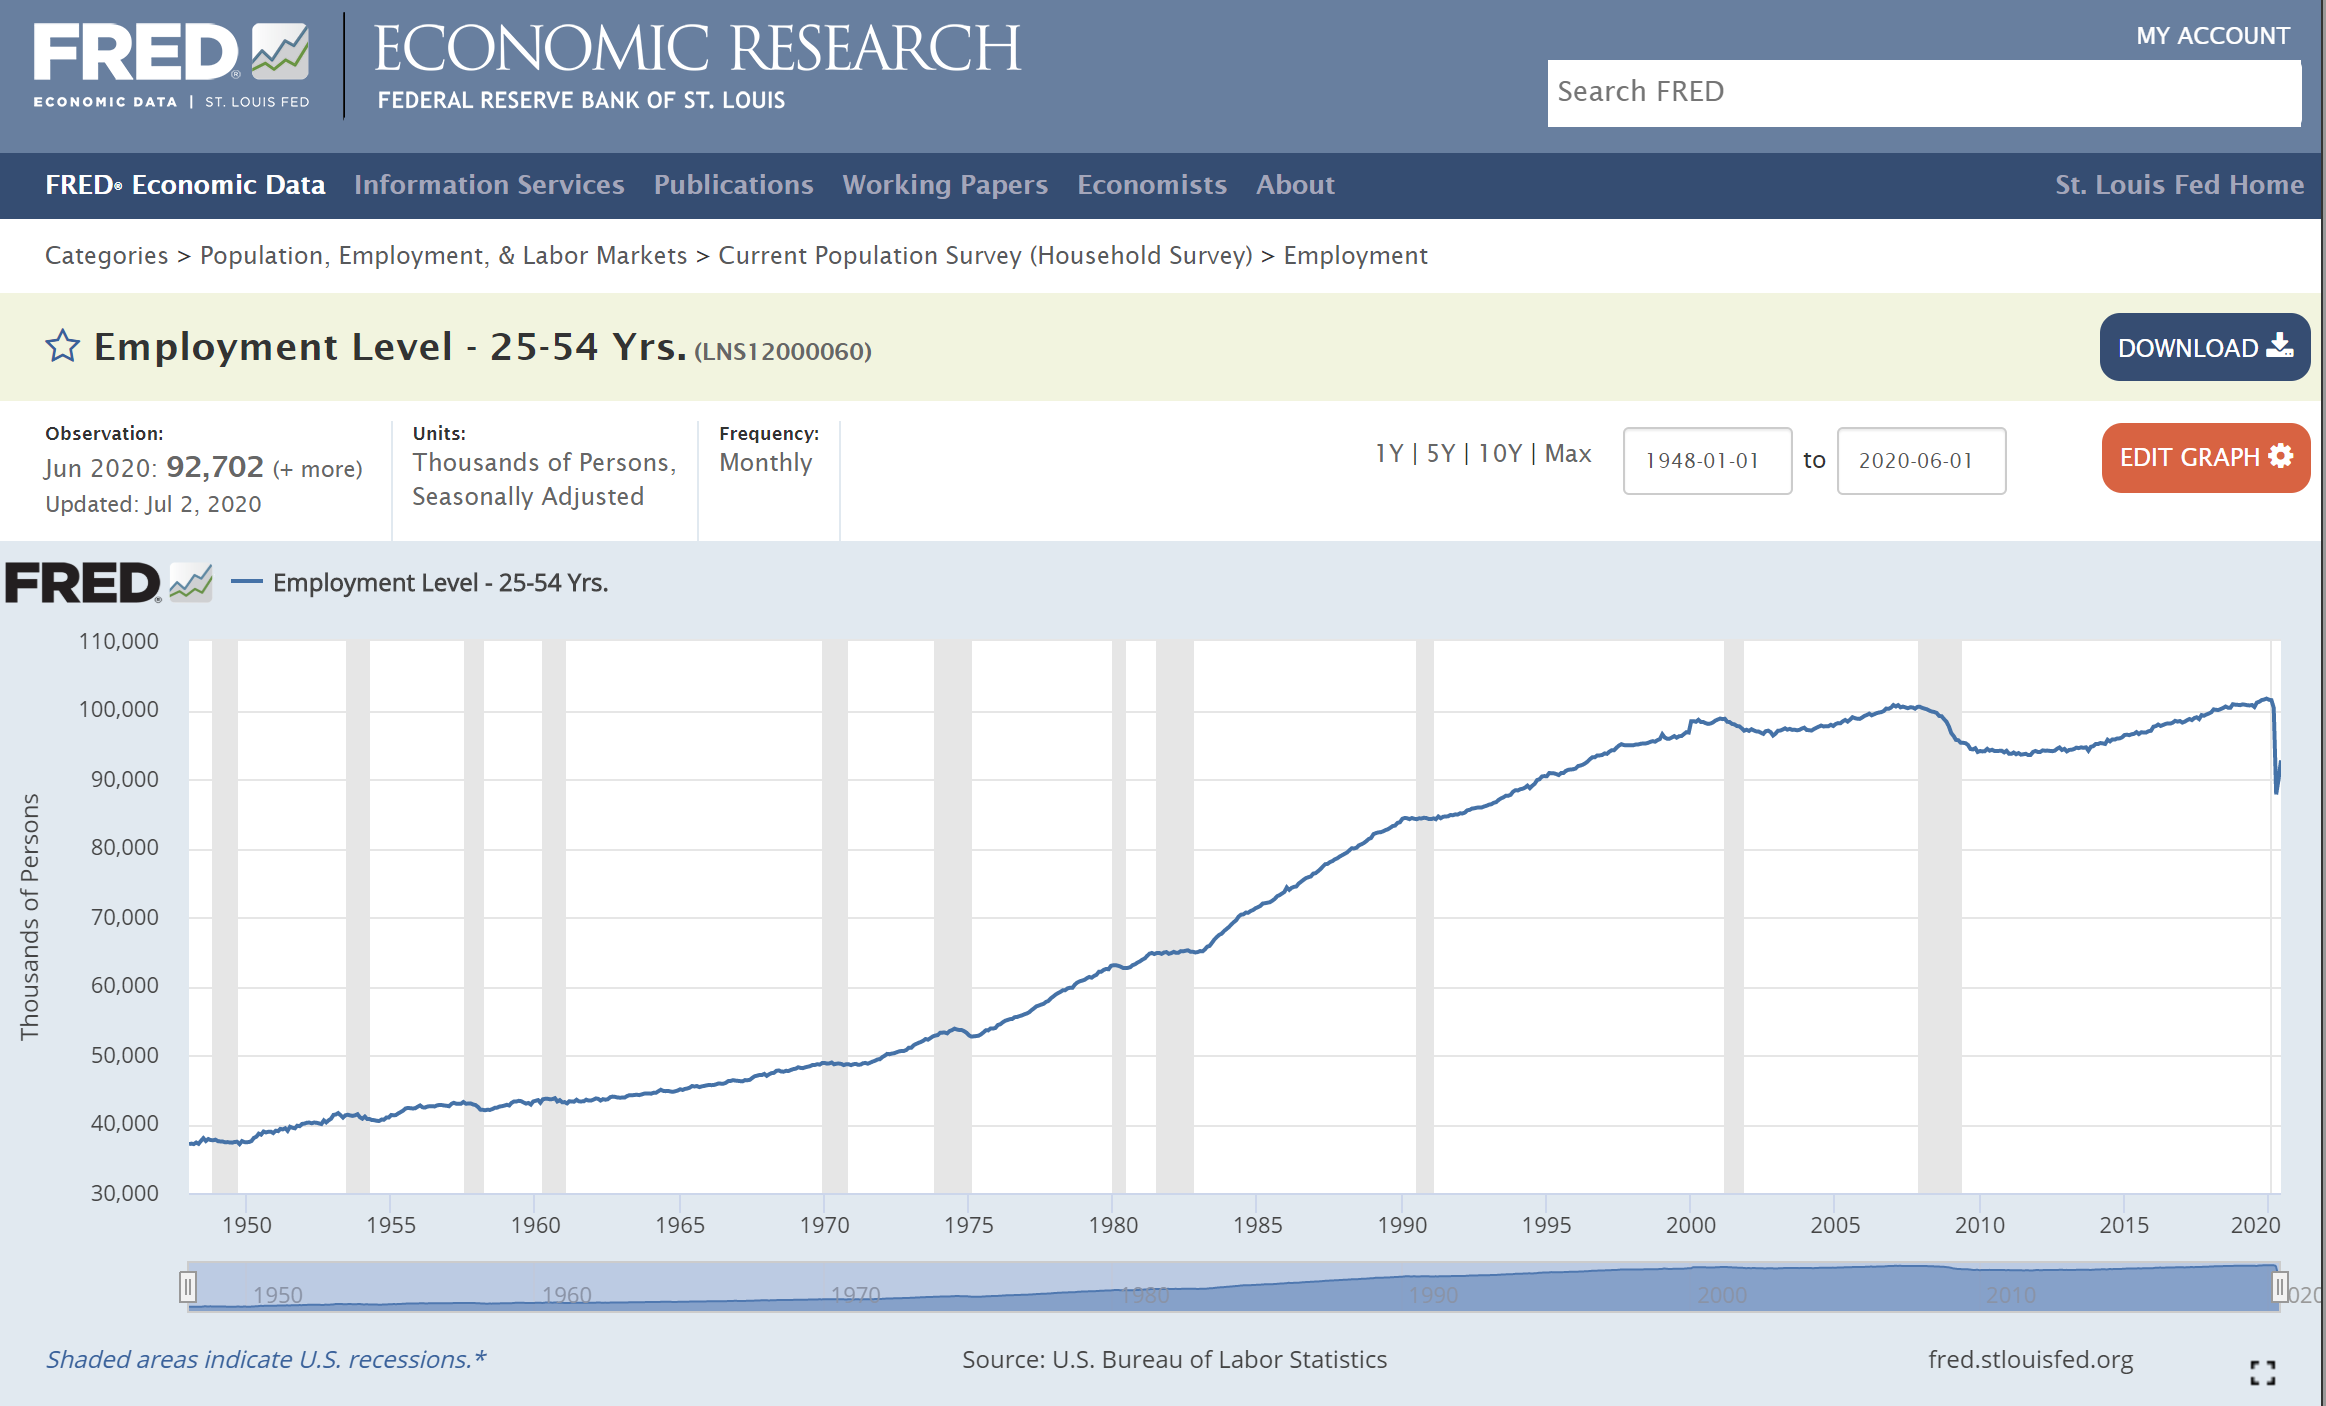 FRED® ECONOMIC RESEARCH
ECONOMIC DATA | ST. LOUIS FED
FEDERAL RESERVE BANK OF ST. LOUIS
MY ACCOUNT
Search FRED
FRED® Economic Data Information Services Publications Working Papers Economists About St. Louis Fed Home
Categories > Population, Employment, & Labor Markets > Current Population Survey (Household Survey) > Employment
Employment Level - 25-54 Yrs. (LNS12000060)
DOWNLOAD
Observation:
Jun 2020: 92,702 (+ more)
Updated: Jul 2, 2020
Units:
Thousands of Persons,
Seasonally Adjusted
Frequency:
Monthly
1Y | 5Y | 10Y | Max 1948-01-01 to 2020-06-01
EDIT GRAPH
FRED® Employment Level - 25-54 Yrs.
Thousands of Persons
110,000
100,000
90,000
80,000
70,000
60,000
50,000
40,000
30,000
1950 1955 1960 1965 1970 1975 1980 1985 1990 1995 2000 2005 2010 2015 2020
1950 1960 1970 1980 1990 2000 2010 020
Shaded areas indicate U.S. recessions.* Source: U.S. Bureau of Labor Statistics fred.stlouisfed.org